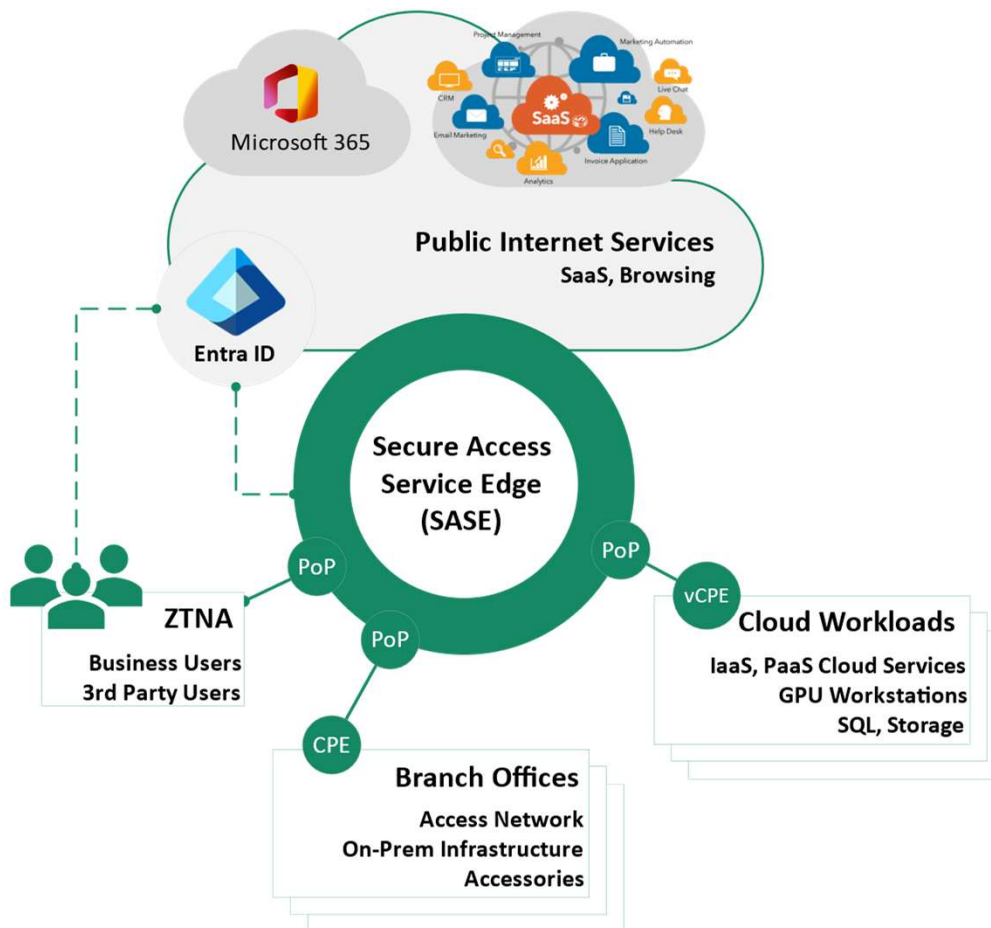 Project Management
Marketing Automation
CRM
Live Chat
SaaS
Microsoft 365
Email Marketing
Help Desk
Invoice Application
Analytics
Public Internet Services
SaaS, Browsing
Entra ID
Secure Access
Service Edge
(SASE)
PoP
PoP
PoP
vCPE
ZTNA
Business Users
3rd Party Users
Cloud Workloads
IaaS, PaaS Cloud Services
GPU Workstations
SQL, Storage
CPE
Branch Offices
Access Network
On-Prem Infrastructure
Accessories